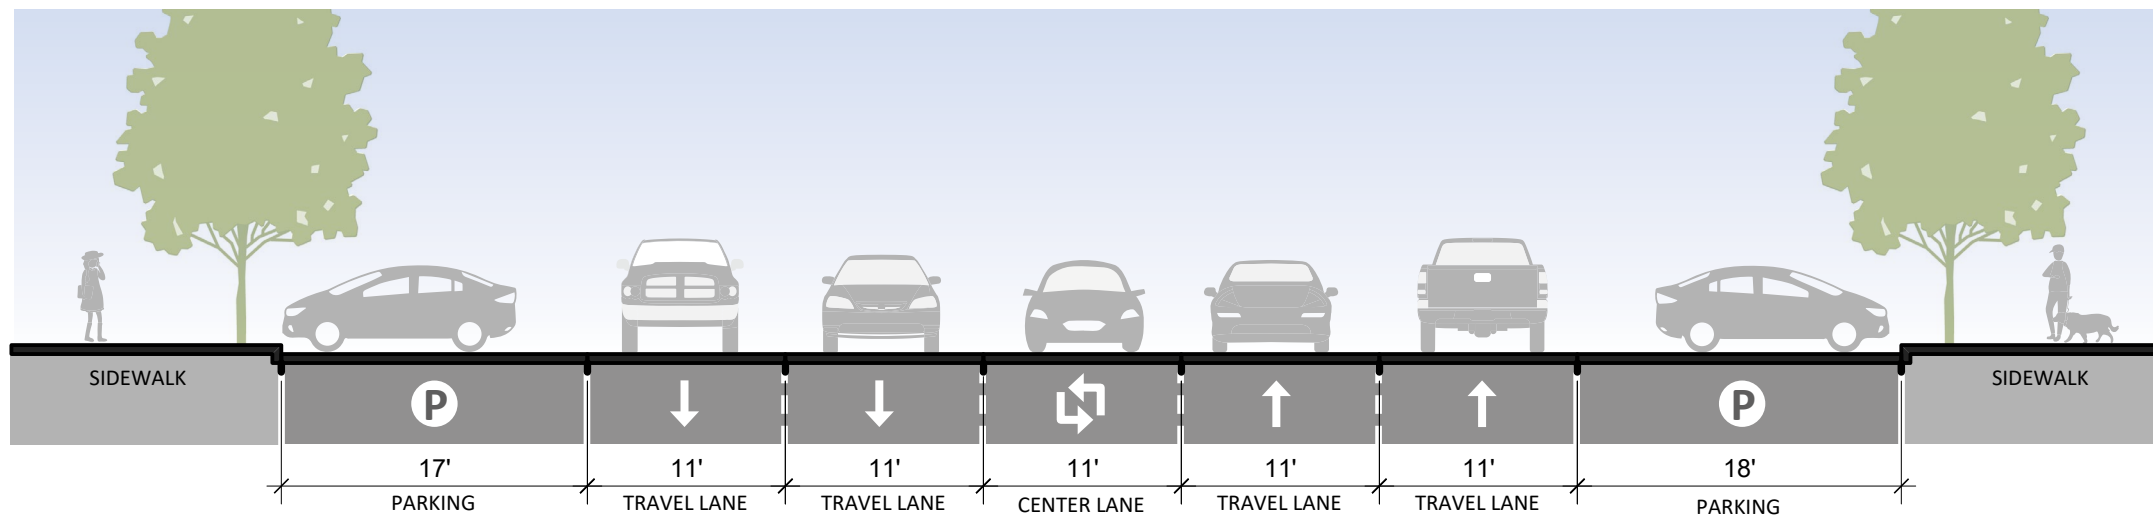 SIDEWALK
SIDEWALK
P
P
17' 11' 11' 11' 11' 11' 18'
PARKING TRAVEL LANE TRAVEL LANE CENTER LANE TRAVEL LANE TRAVEL LANE PARKING